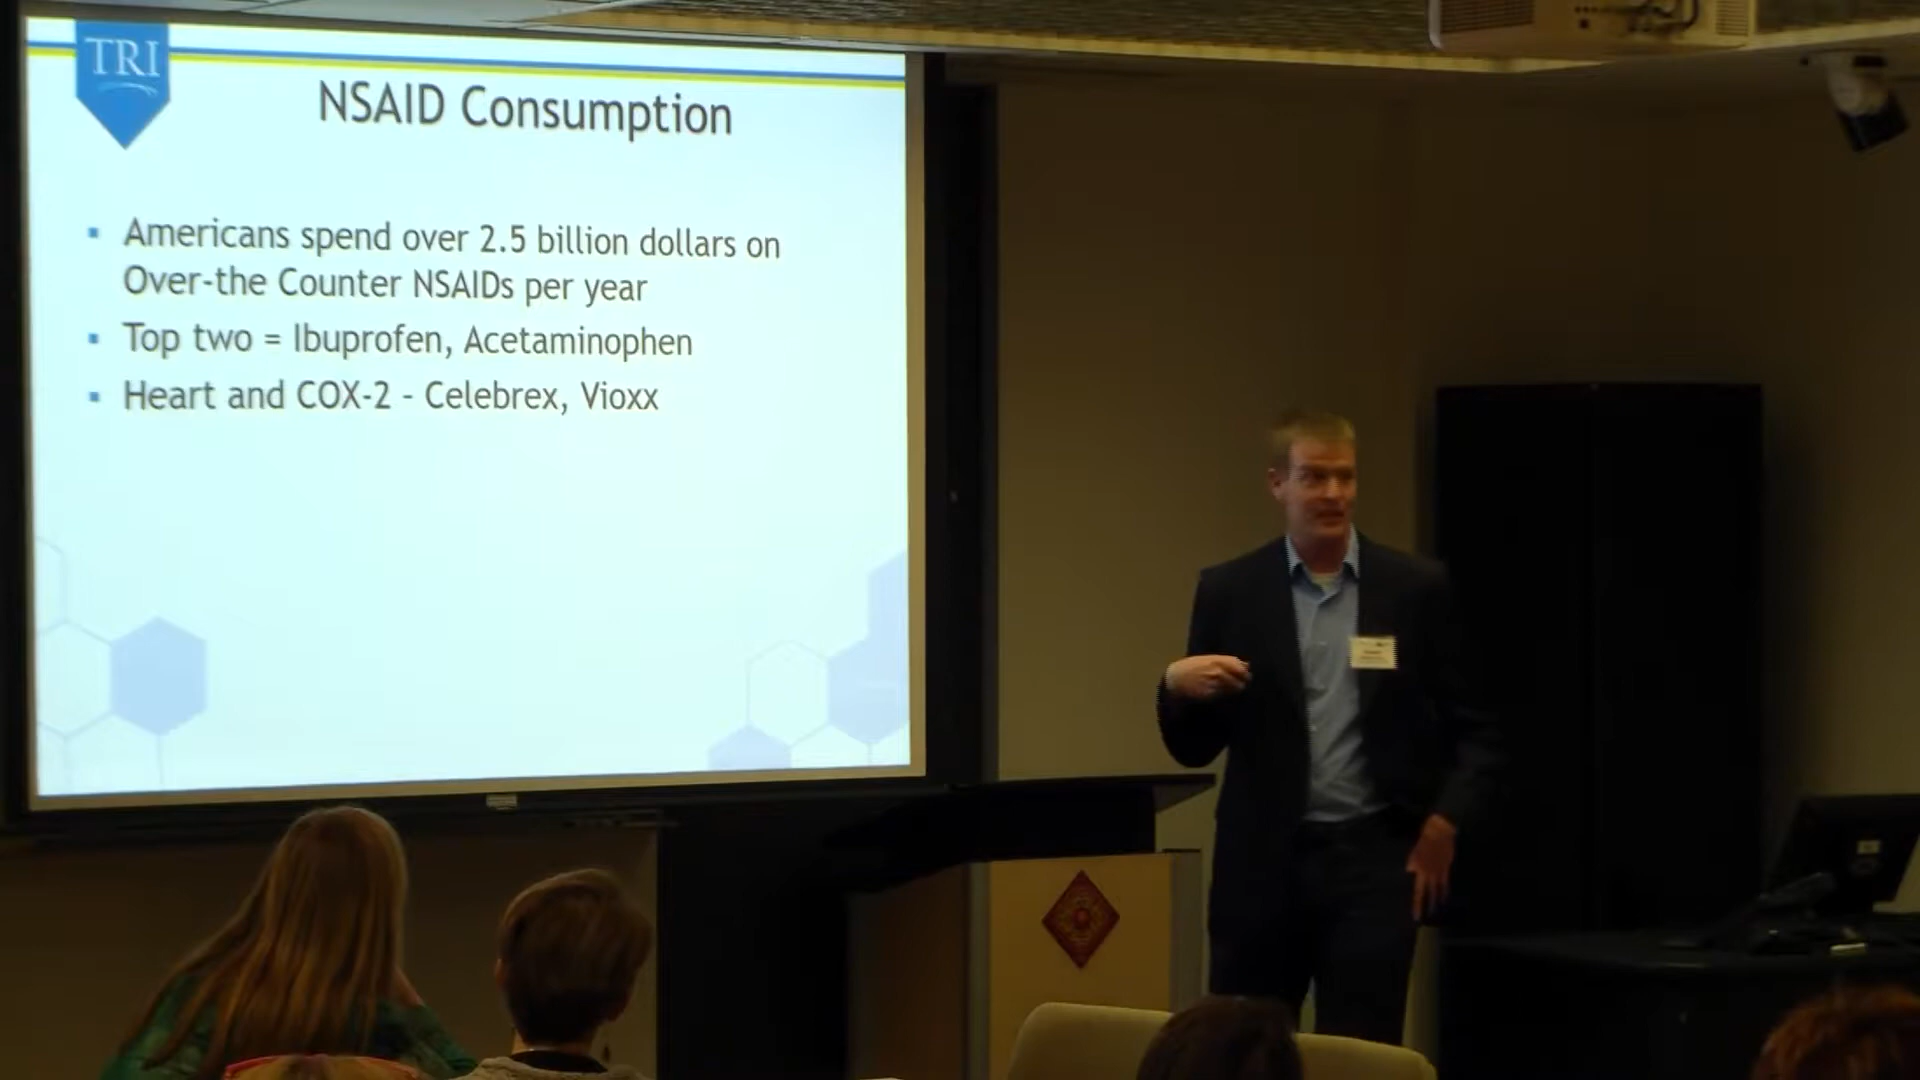 TRI
NSAID Consumption
Americans spend over 2.5 billion dollars on
Over-the Counter NSAIDs per year
Top two = Ibuprofen, Acetaminophen
Heart and COX-2 - Celebrex, Vioxx